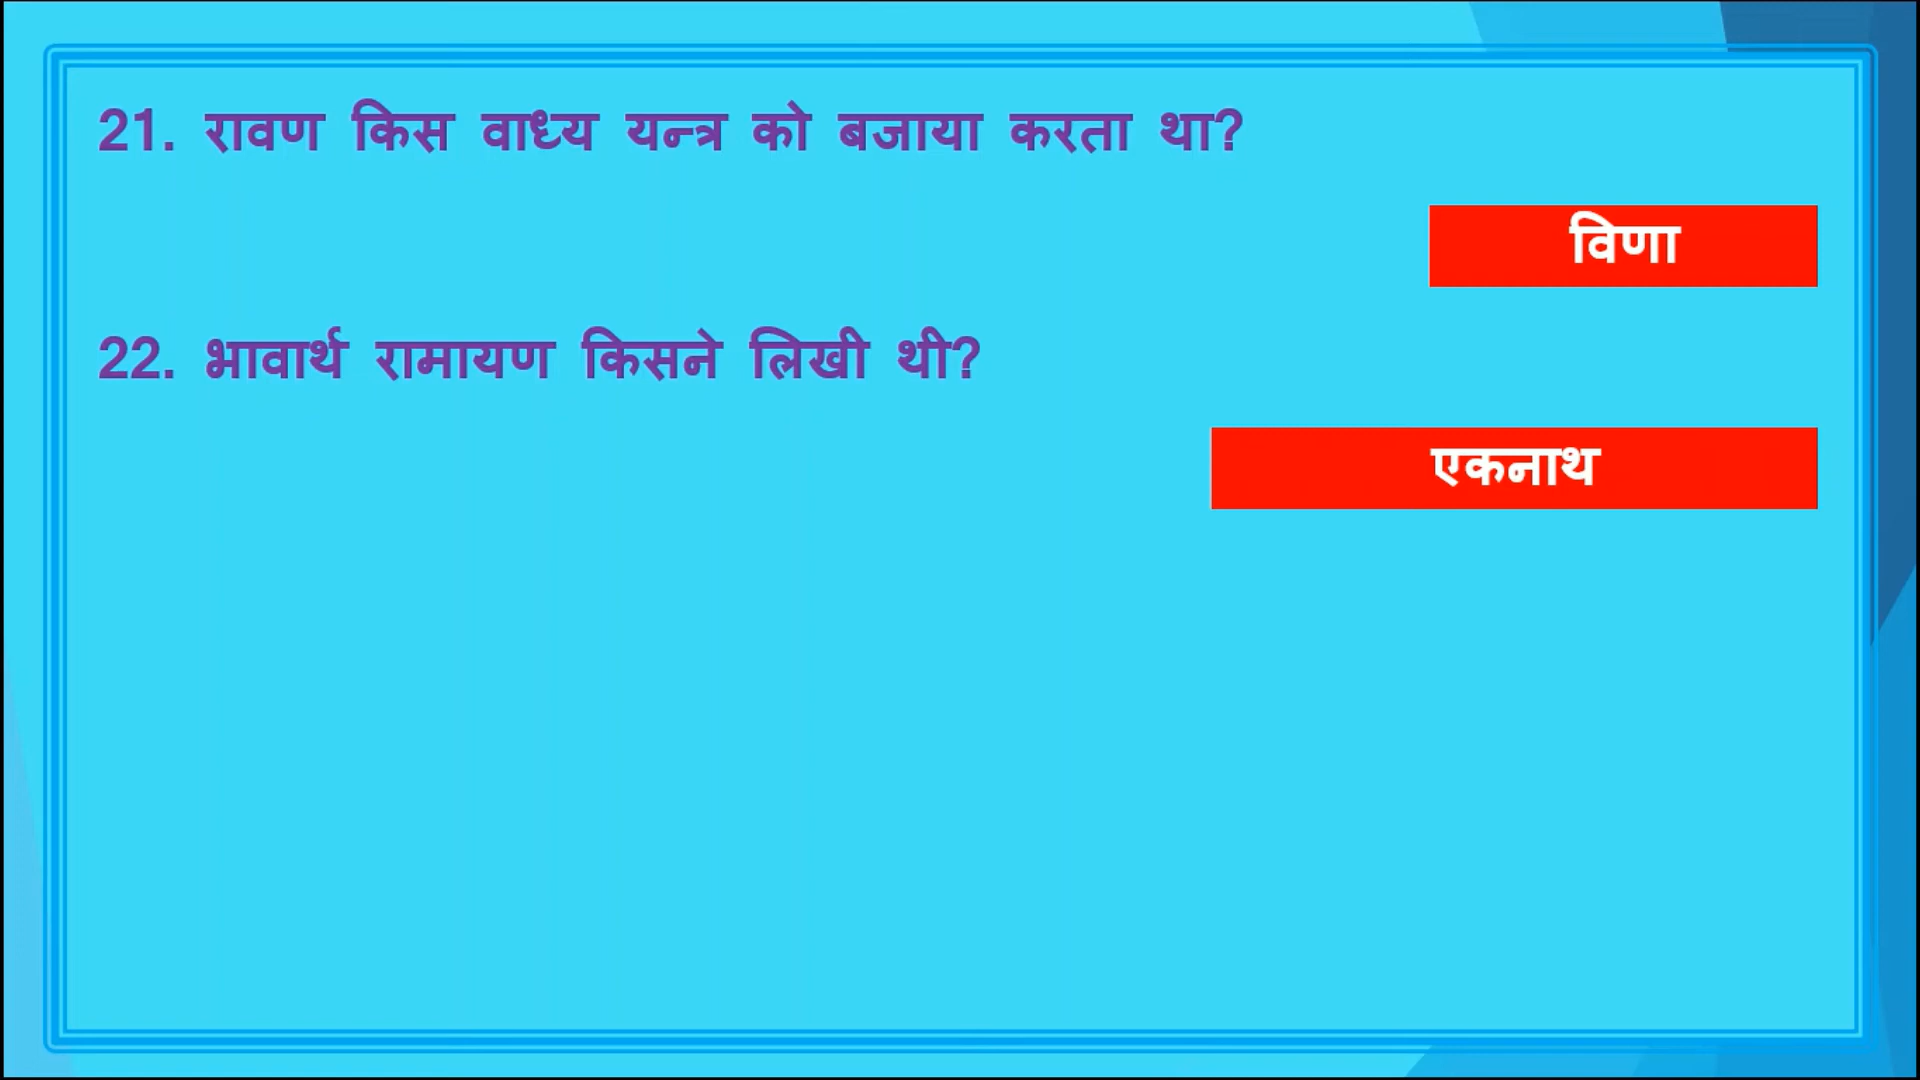 21. रावण किस वाध्य यन्त्र को बजाया करता था?
विणा
22. भावार्थ रामायण किसने लिखी थी?
एकनाथ